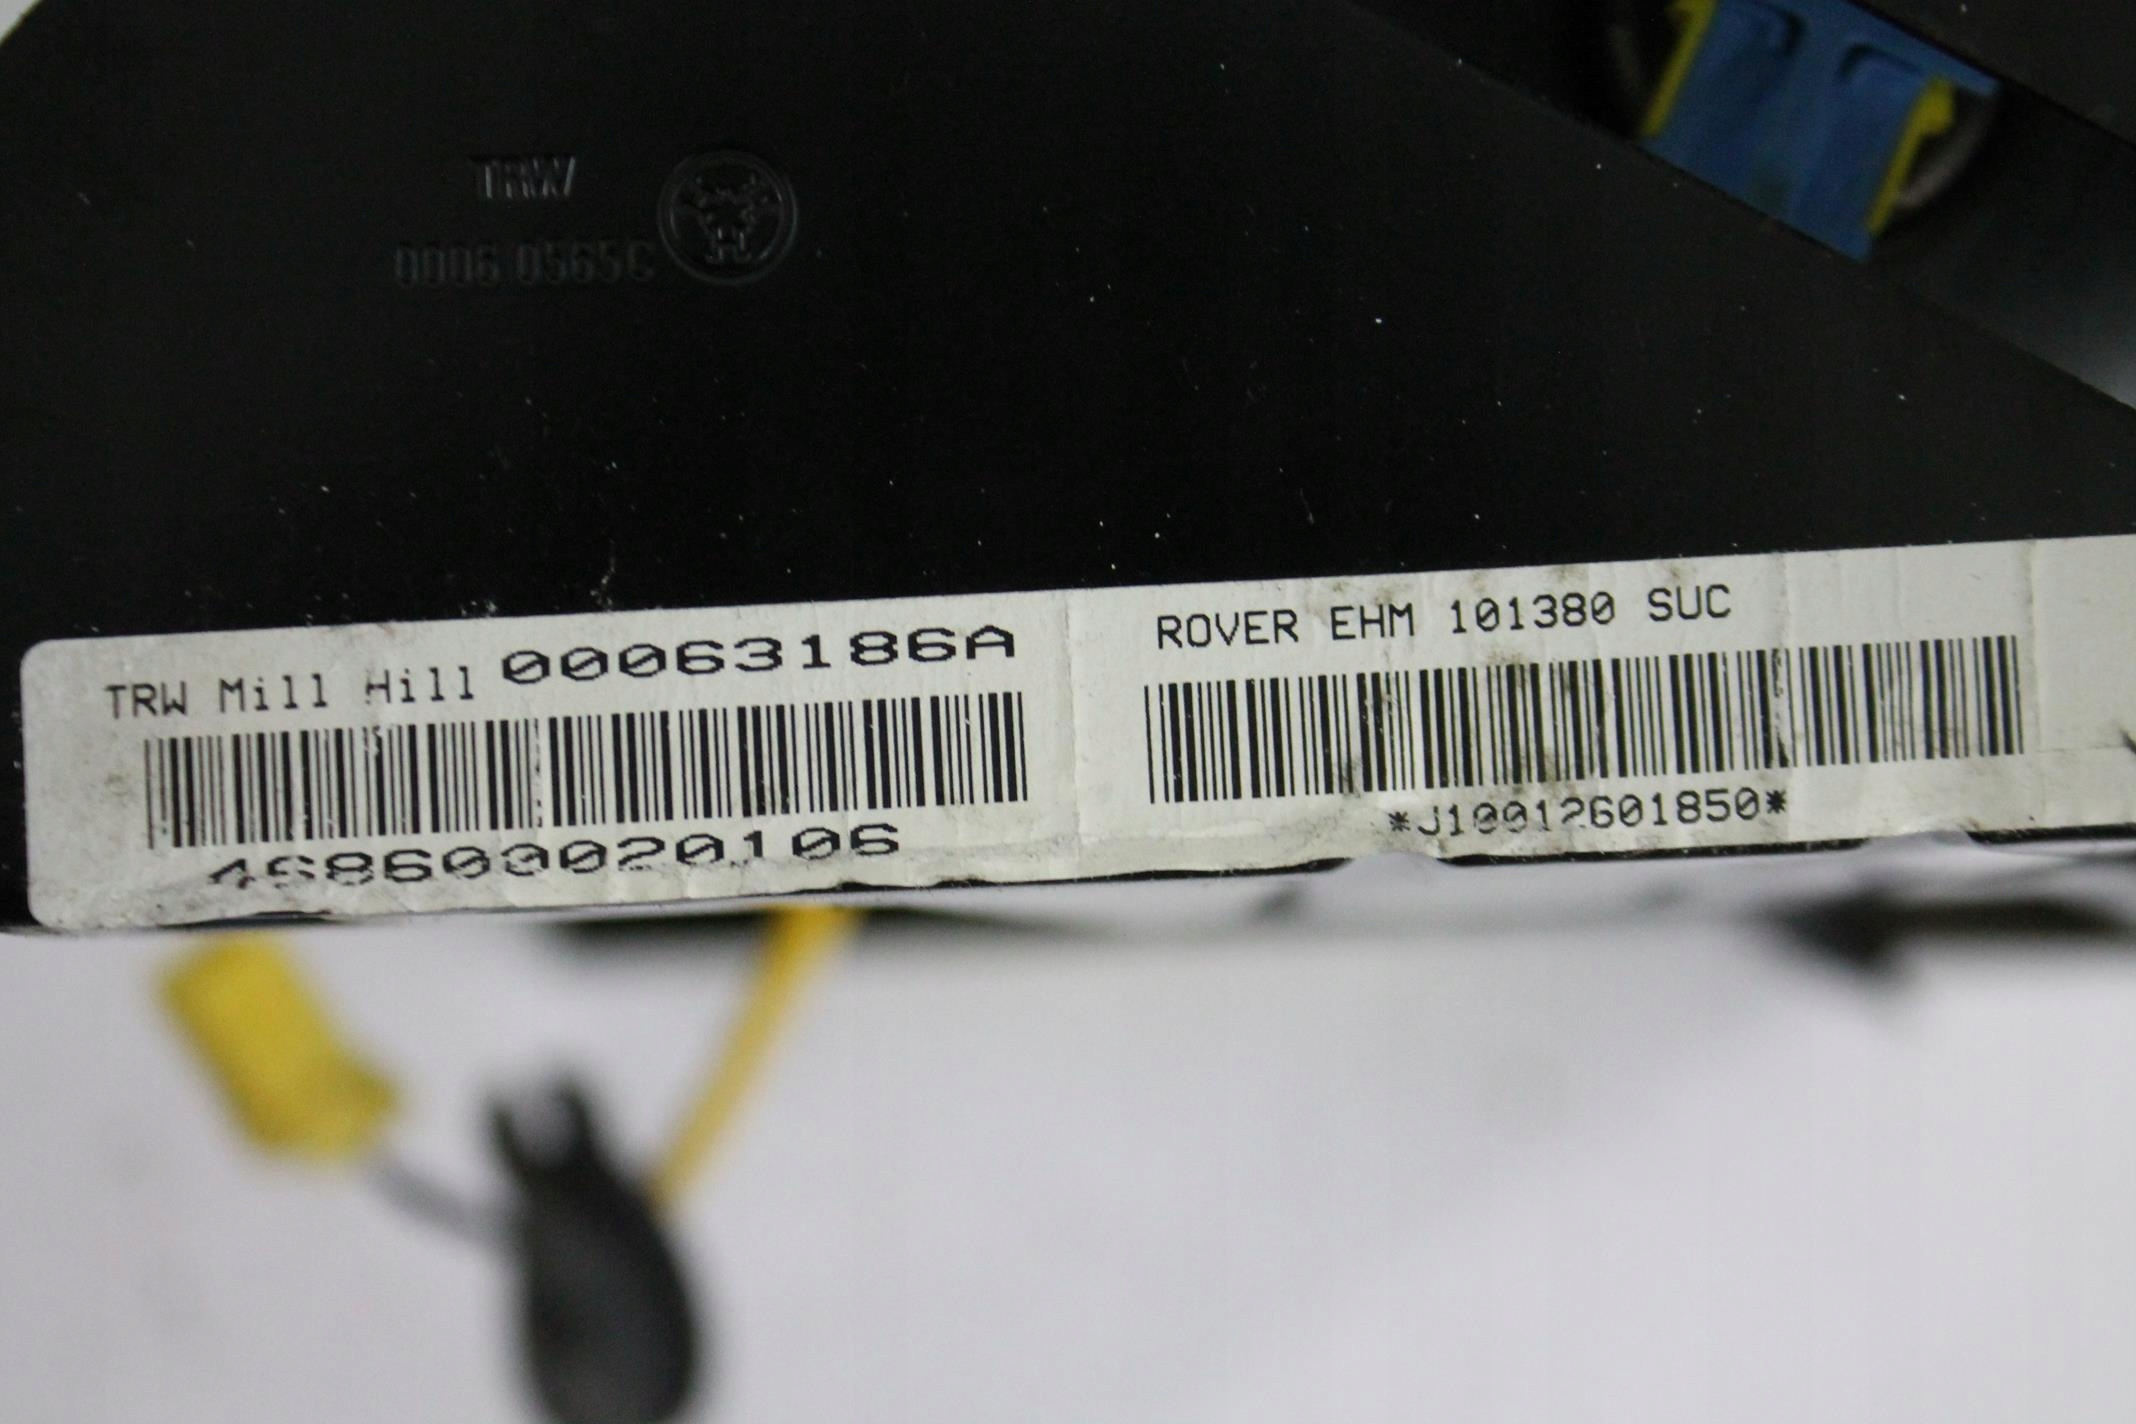 TRW
0006 0565C
TRW Mill Hill 00063186A
ROVER EHM 101380 SUC
*J10012601850*